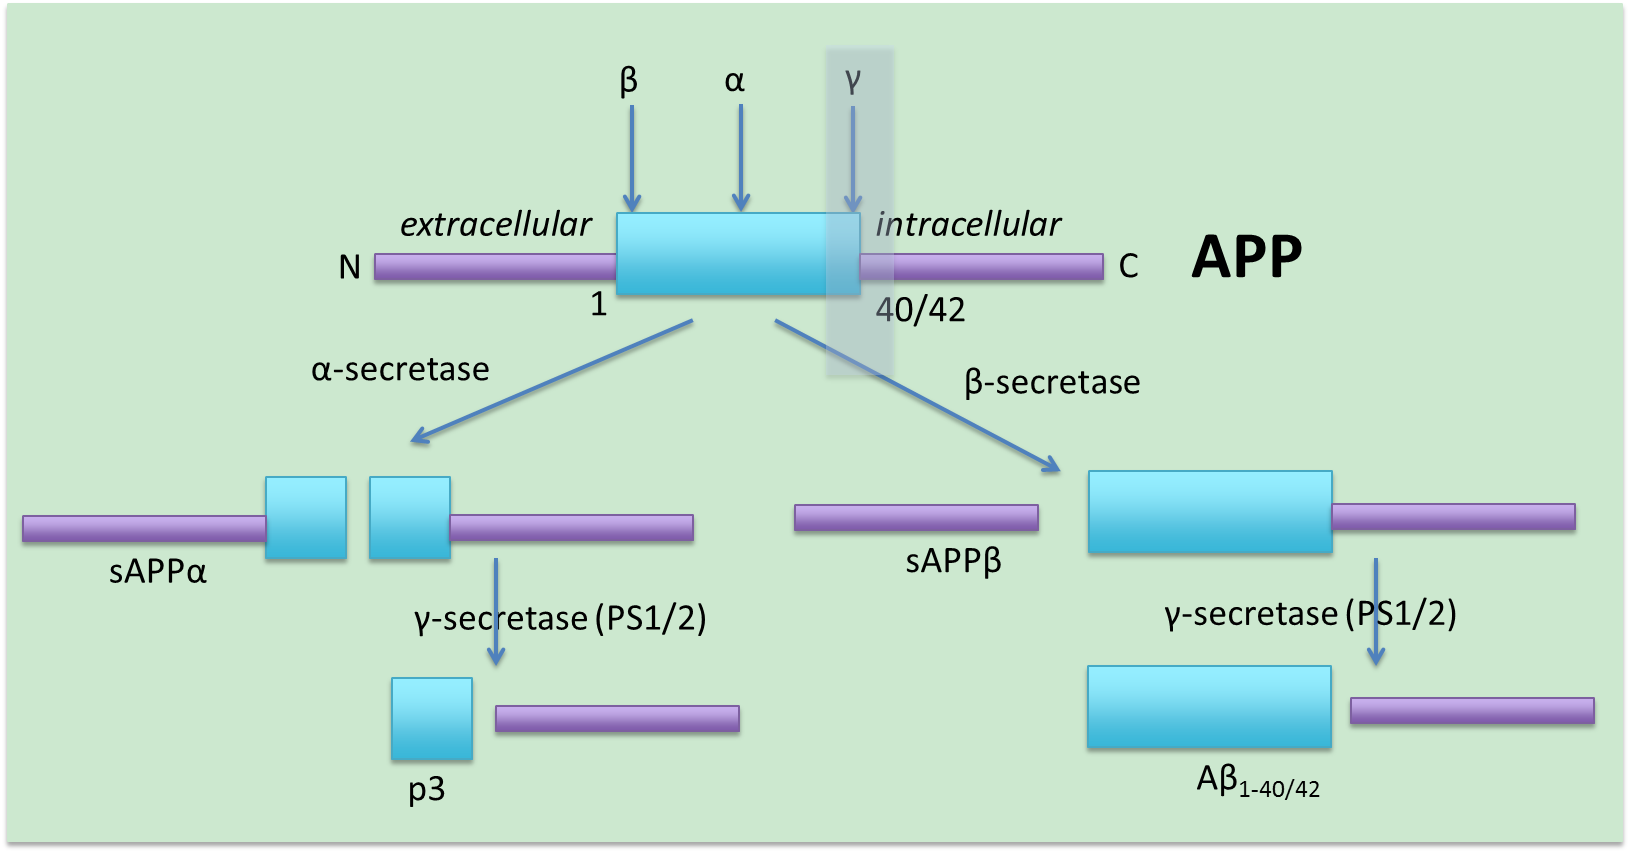 β α γ
extracellular intracellular
N C APP
1 40/42
α-secretase β-secretase
sAPPα sAPPβ
γ-secretase (PS1/2) γ-secretase (PS1/2)
p3 Aβ1-40/42